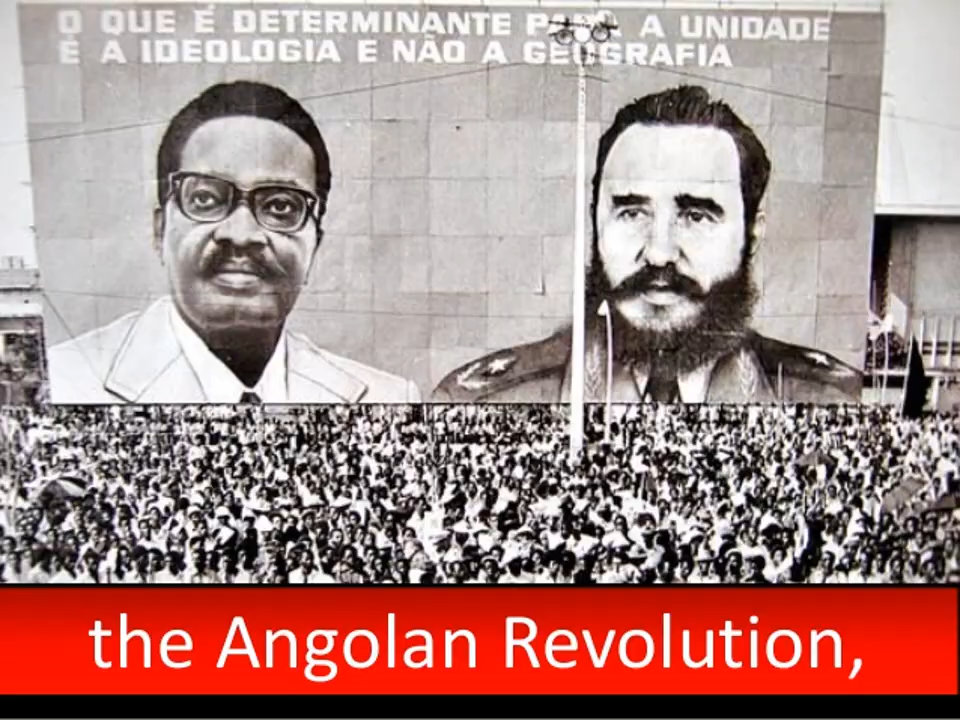 O QUE É DETERMINANTE A UNIDADE
É A IDEOLOGIA E NÃO A GEOGRAFIA
the Angolan Revolution,